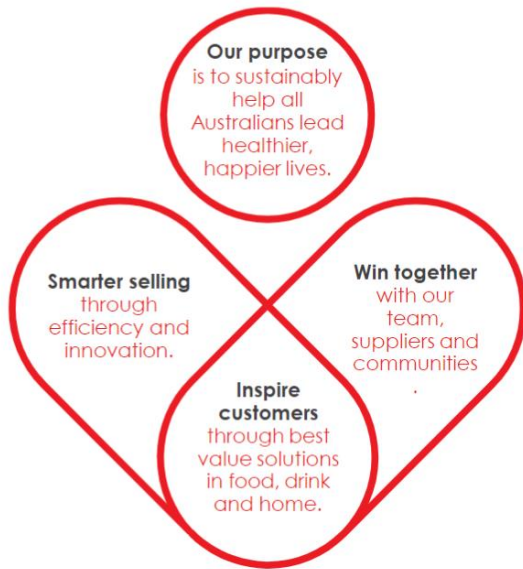 Our purpose
is to sustainably
help all
Australians lead
healthier,
happier lives.
Smarter selling
through
efficiency and
innovation.
Win together
with our
team,
suppliers and
communities
.
Inspire
customers
through best
value solutions
in food, drink
and home.